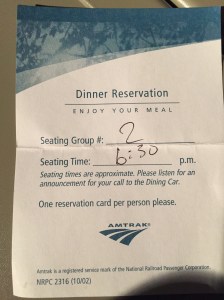 Dinner Reservation
ENJOY YOUR MEAL
Seating Group #: 2
Seating Time: 6:30 p.m.
Seating times are approximate. Please listen for an
announcement for your call to the Dining Car.
One reservation card per person please.
AMTRAK
Amtrak is a registered service mark of the National Railroad Passenger Corporation.
NRPC 2316 (10/02)